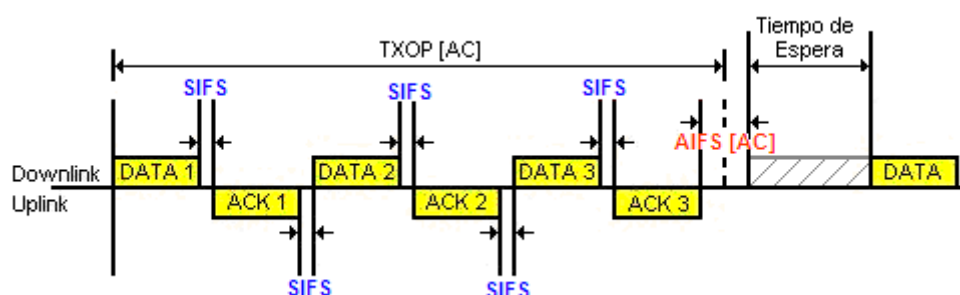 Tiempo de
Espera
TXOP [AC]
SIFS
SIFS
SIFS
AIFS [AC]
Downlink
DATA 1
DATA 2
DATA 3
DATA
Uplink
ACK 1
ACK 2
ACK 3
SIFS
SIFS